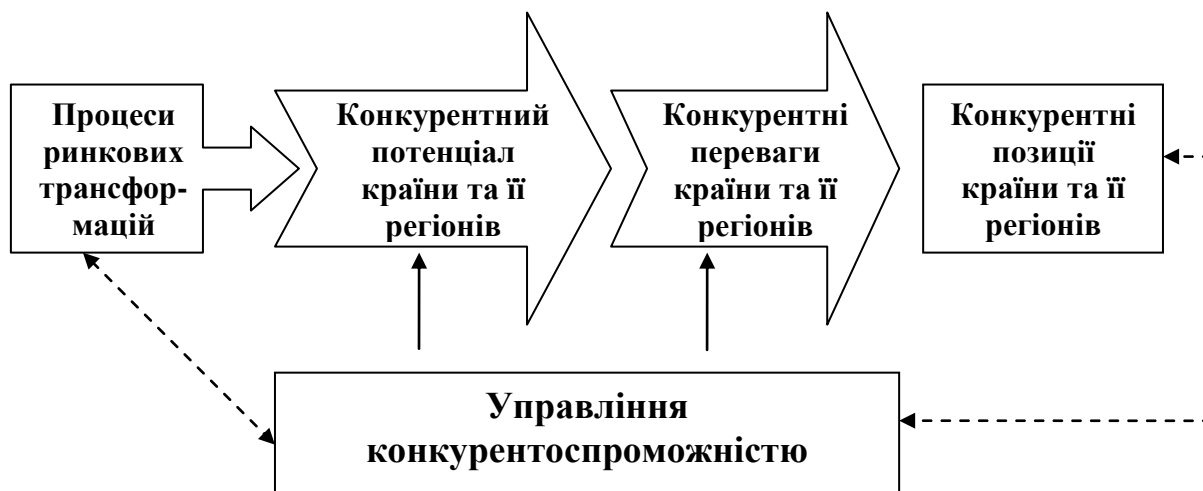 Процеси
ринкових
трансфор-
мацій
Конкурентний
потенціал
країни та її
регіонів
Конкурентні
переваги
країни та її
регіонів
Конкурентні
позиції
країни та її
регіонів
Управління
конкурентоспроможністю